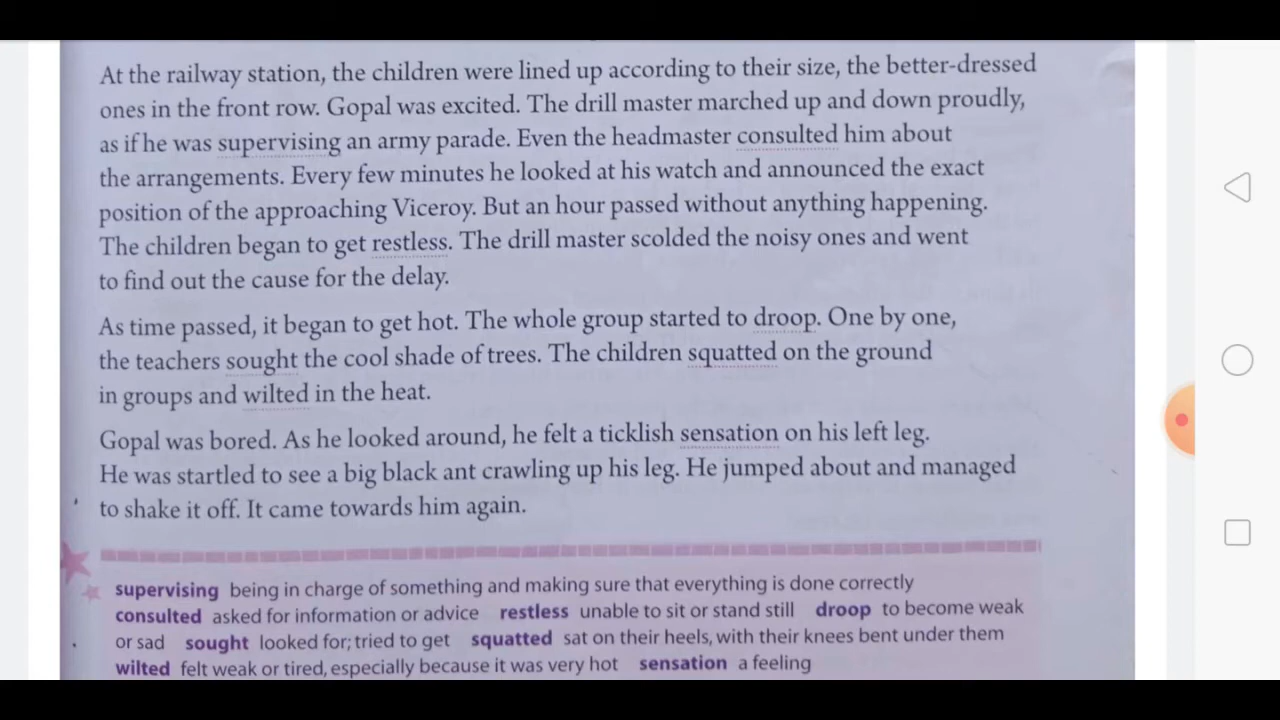 At the railway station, the children were lined up according to their size, the better-dressed
ones in the front row. Gopal was excited. The drill master marched up and down proudly,
as if he was supervising an army parade. Even the headmaster consulted him about
the arrangements. Every few minutes he looked at his watch and announced the exact
position of the approaching Viceroy. But an hour passed without anything happening.
The children began to get restless. The drill master scolded the noisy ones and went
to find out the cause for the delay.
As time passed, it began to get hot. The whole group started to droop. One by one,
the teachers sought the cool shade of trees. The children squatted on the ground
in groups and wilted in the heat.
Gopal was bored. As he looked around, he felt a ticklish sensation on his left leg.
He was startled to see a big black ant crawling up his leg. He jumped about and managed
to shake it off. It came towards him again.
supervising being in charge of something and making sure that everything is done correctly
consulted asked for information or advice restless unable to sit or stand still droop to become weak
or sad sought looked for; tried to get squatted sat on their heels, with their knees bent under them
wilted felt weak or tired, especially because it was very hot sensation a feeling